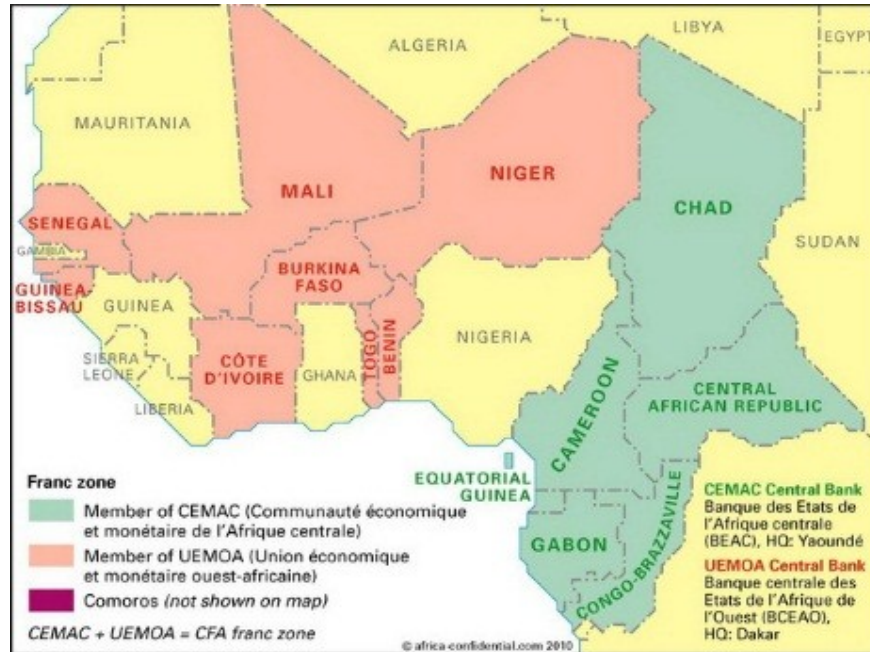 LIBYA
EGYPT
ALGERIA
MAURITANIA
MALI
NIGER
CHAD
SUDAN
SENEGAL
GAMBIA
GUINEA-
BISSAU
GUINEA
BURKINA
FASO
NIGERIA
SIERRA
LEONE
LIBERIA
CÔTE
D'IVOIRE
GHANA
TOGO
BENIN
CAMEROON
CENTRAL
AFRICAN REPUBLIC
EQUATORIAL
GUINEA
GABON
CONGO-BRAZZAVILLE
Franc zone
Member of CEMAC (Communauté économique
et monétaire de l'Afrique centrale)
Member of UEMOA (Union économique
et monétaire ouest-africaine)
Comoros (not shown on map)
CEMAC + UEMOA = CFA franc zone
CEMAC Central Bank
Banque des Etats de
l'Afrique centrale
(BEAC), HQ: Yaoundé
UEMOA Central Bank
Banque centrale des
Etats de l'Afrique de
l'Ouest (BCEAO),
HQ: Dakar
© africa-confidential.com 2010